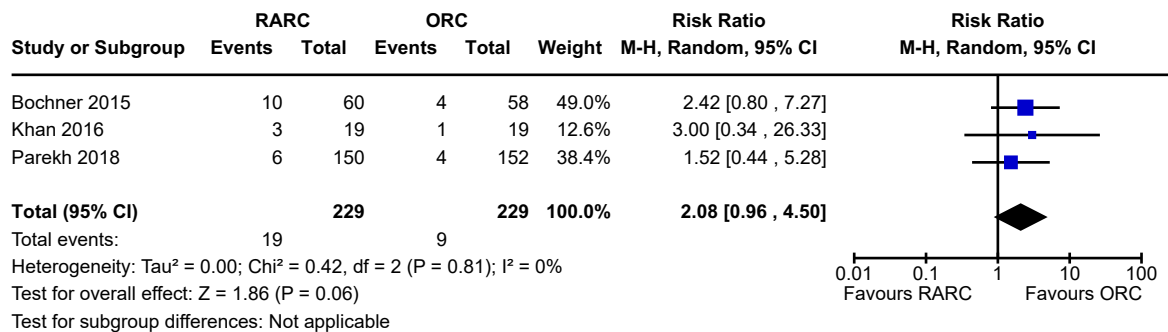 RARC ORC Risk Ratio Risk Ratio
Study or Subgroup Events Total Events Total Weight M-H, Random, 95% CI M-H, Random, 95% CI
Bochner 2015 10 60 4 58 49.0% 2.42 [0.80 , 7.27]
Khan 2016 3 19 1 19 12.6% 3.00 [0.34 , 26.33]
Parekh 2018 6 150 4 152 38.4% 1.52 [0.44 , 5.28]
Total (95% CI) 229 229 100.0% 2.08 [0.96 , 4.50]
Total events: 19 9
Heterogeneity: Tau² = 0.00; Chi² = 0.42, df = 2 (P = 0.81); I² = 0%
Test for overall effect: Z = 1.86 (P = 0.06)
Test for subgroup differences: Not applicable
0.01 0.1 1 10 100
Favours RARC Favours ORC